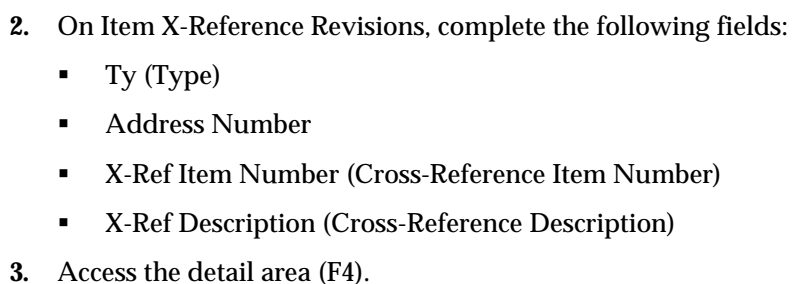 2. On Item X-Reference Revisions, complete the following fields:
▪ Ty (Type)
▪ Address Number
▪ X-Ref Item Number (Cross-Reference Item Number)
▪ X-Ref Description (Cross-Reference Description)
3. Access the detail area (F4).